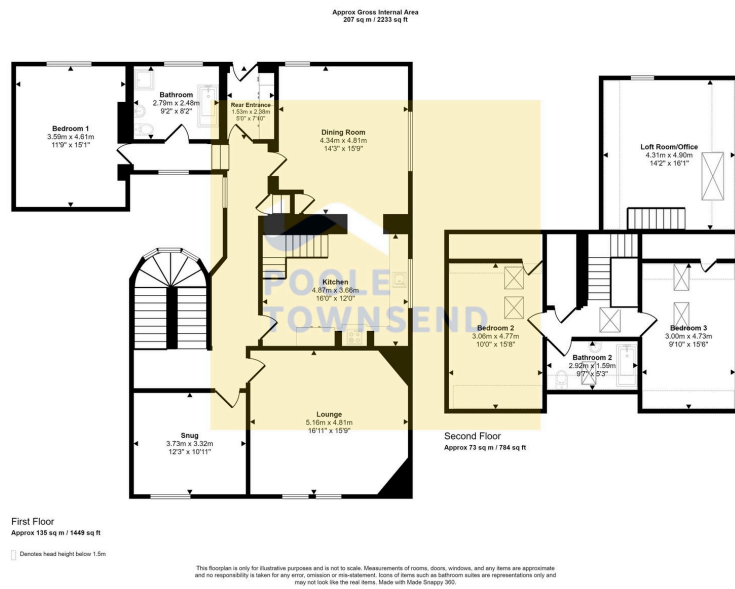 Approx Gross Internal Area
207 sq m / 2233 sq ft
Bedroom 1
3.59m x 4.61m
11'9" x 15'1"
Bathroom
2.79m x 2.48m
9'2" x 8'2"
Rear Entrance
1.53m x 2.38m
5'0" x 7'10"
Dining Room
4.34m x 4.81m
14'3" x 15'9"
Loft Room/Office
4.31m x 4.90m
14'2" x 16'1"
Kitchen
4.87m x 3.66m
16'0" x 12'0"
POOLE
TOWNSEND
Bedroom 2
3.06m x 4.77m
10'0" x 15'8"
Bedroom 3
3.00m x 4.73m
9'10" x 15'6"
Bathroom 2
2.92m x 1.59m
9'7" x 5'3"
Lounge
5.16m x 4.81m
16'11" x 15'9"
Snug
3.73m x 3.32m
12'3" x 10'11"
Second Floor
Approx 73 sq m / 784 sq ft
First Floor
Approx 135 sq m / 1449 sq ft
Denotes head height below 1.5m
This floorplan is only for illustrative purposes and is not to scale. Measurements of rooms, doors, windows, and any items are approximate
and no responsibility is taken for any error, omission or mis-statement. Icons of items such as bathroom suites are representations only and
may not look like the real items. Made with Made Snappy 360.